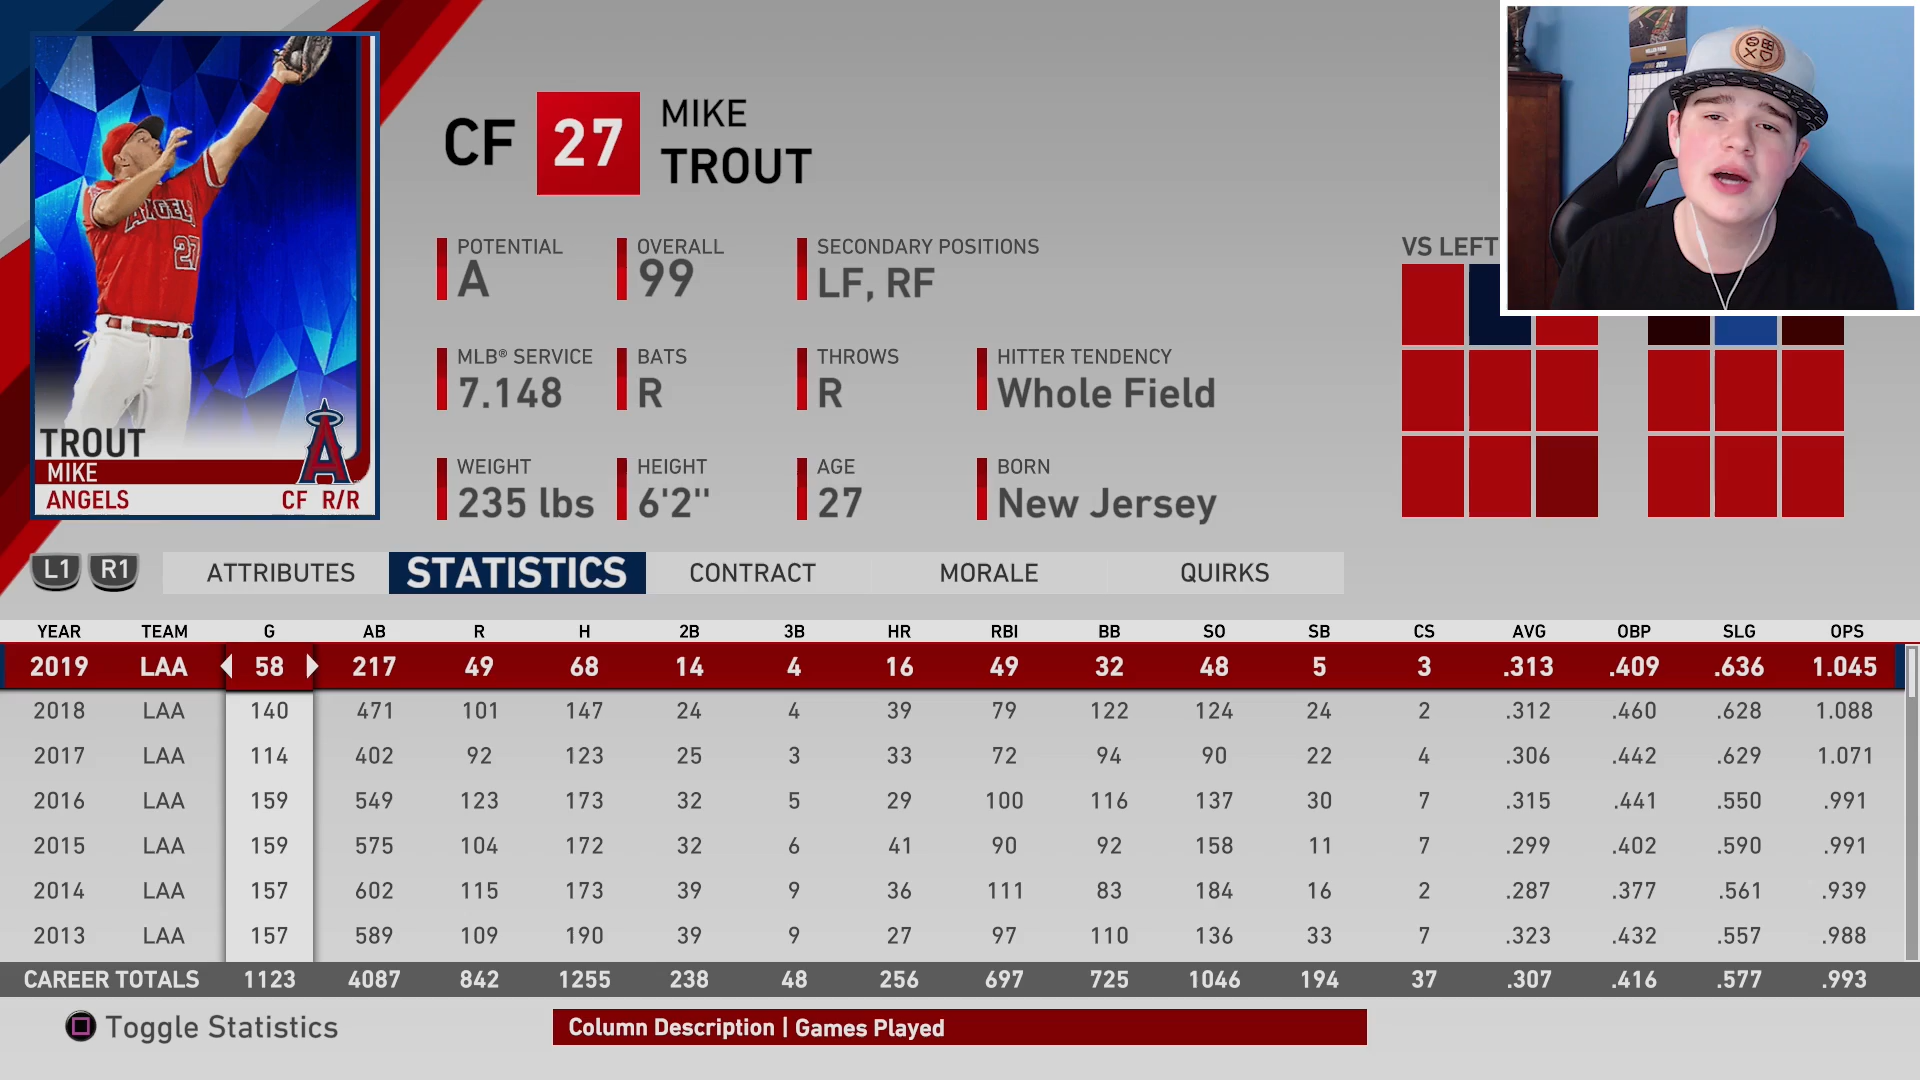 TROUT
MIKE
ANGELS CF R/R
ANGELS
27
CF 27 MIKE TROUT
POTENTIAL OVERALL SECONDARY POSITIONS
A 99 LF, RF
MLB® SERVICE BATS THROWS HITTER TENDENCY
7.148 R R Whole Field
WEIGHT HEIGHT AGE BORN
235 lbs 6'2" 27 New Jersey
VS LEFT
JUNE 2019
L1 R1 ATTRIBUTES STATISTICS CONTRACT MORALE QUIRKS
YEAR TEAM G AB R H 2B 3B HR RBI BB SO SB CS AVG OBP SLG OPS
2019 LAA 58 217 49 68 14 4 16 49 32 48 5 3 .313 .409 .636 1.045
2018 LAA 140 471 101 147 24 4 39 79 122 124 24 2 .312 .460 .628 1.088
2017 LAA 114 402 92 123 25 3 33 72 94 90 22 4 .306 .442 .629 1.071
2016 LAA 159 549 123 173 32 5 29 100 116 137 30 7 .315 .441 .550 .991
2015 LAA 159 575 104 172 32 6 41 90 92 158 11 7 .299 .402 .590 .991
2014 LAA 157 602 115 173 39 9 36 111 83 184 16 2 .287 .377 .561 .939
2013 LAA 157 589 109 190 39 9 27 97 110 136 33 7 .323 .432 .557 .988
CAREER TOTALS 1123 4087 842 1255 238 48 256 697 725 1046 194 37 .307 .416 .577 .993
Toggle Statistics
Column Description | Games Played